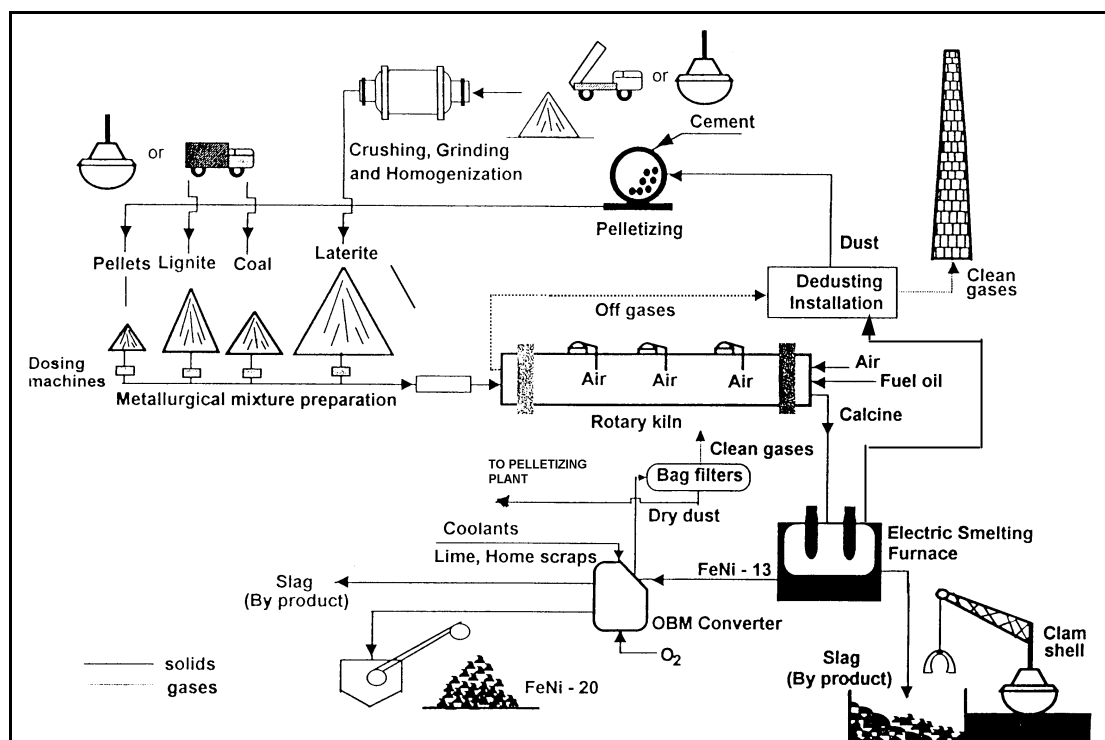 or
Cement
or
Crushing, Grinding
and Homogenization
Pelletizing
Pellets
Lignite
Coal
Laterite
Dust
Dedusting
Installation
Clean
gases
Off gases
Dosing
machines
Metallurgical mixture preparation
Air
Air
Air
Air
Fuel oil
Rotary kiln
Calcine
Clean gases
TO PELLETIZING
PLANT
Bag filters
Dry dust
Coolants
Lime, Home scraps
Electric Smelting
Furnace
FeNi - 13
Slag
(By product)
OBM Converter
O2
Clam
shell
Slag
(By product)
solids
gases
FeNi - 20